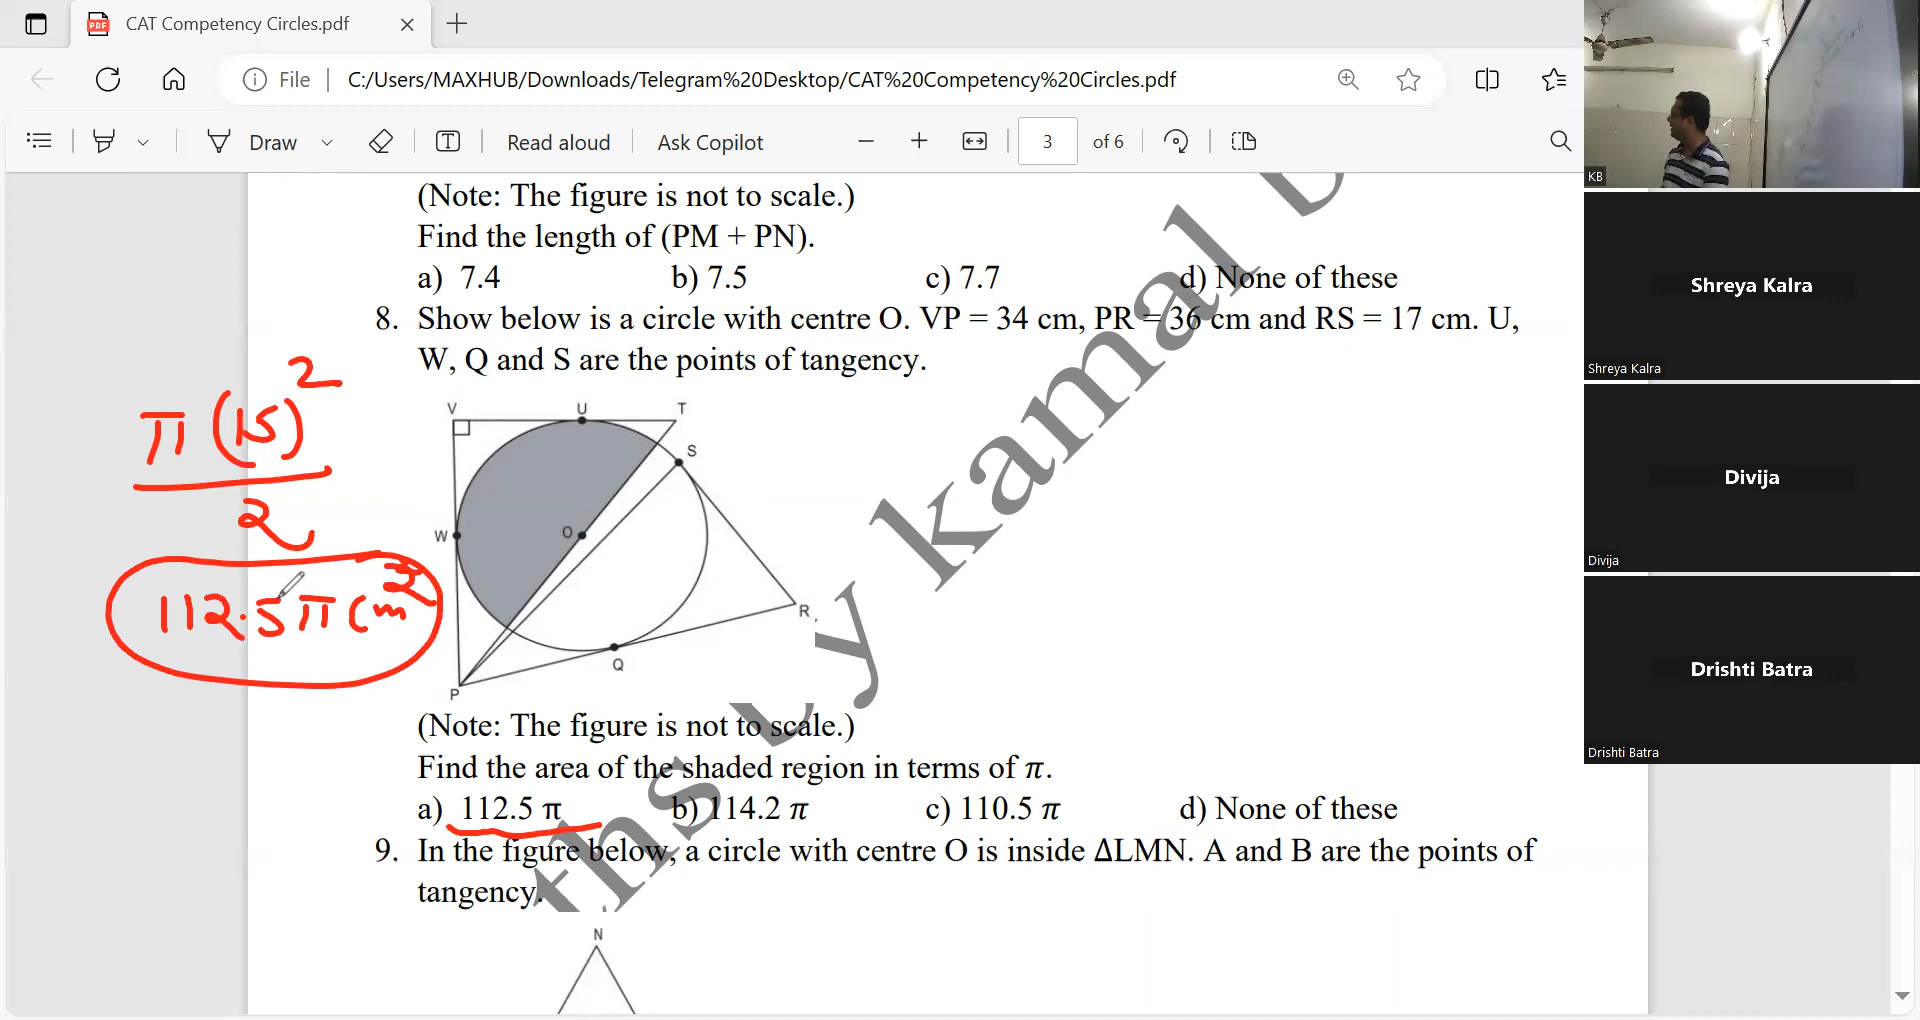 CAT Competency Circles.pdf
File | C:/Users/MAXHUB/Downloads/Telegram%20Desktop/CAT%20Competency%20Circles.pdf
Draw Read aloud Ask Copilot 3 of 6
(Note: The figure is not to scale.)
Find the length of (PM + PN).
a) 7.4 b) 7.5 c) 7.7 d) None of these
8. Show below is a circle with centre O. VP = 34 cm, PR = 36 cm and RS = 17 cm. U,
W, Q and S are the points of tangency.
π (15)²
2
112.5 π cm²
V U T
S
W O
R
Q
P
(Note: The figure is not to scale.)
Find the area of the shaded region in terms of π.
a) 112.5 π b) 114.2 π c) 110.5 π d) None of these
9. In the figure below, a circle with centre O is inside ΔLMN. A and B are the points of
tangency.
N
ths by kamal b
KB
Shreya Kalra
Shreya Kalra
Divija
Divija
Drishti Batra
Drishti Batra